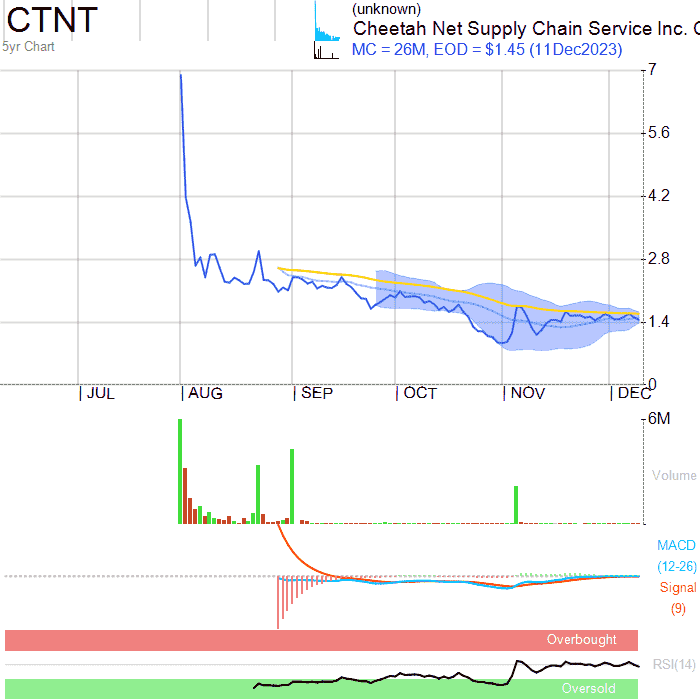 CTNT
5yr Chart
(unknown)
Cheetah Net Supply Chain Service Inc. C
MC = 26M, EOD = $1.45 (11Dec2023)
7
5.6
4.2
2.8
1.4
0
JUL AUG SEP OCT NOV DEC
6M
Volume
MACD
(12-26)
Signal
(9)
Overbought
RSI(14)
Oversold